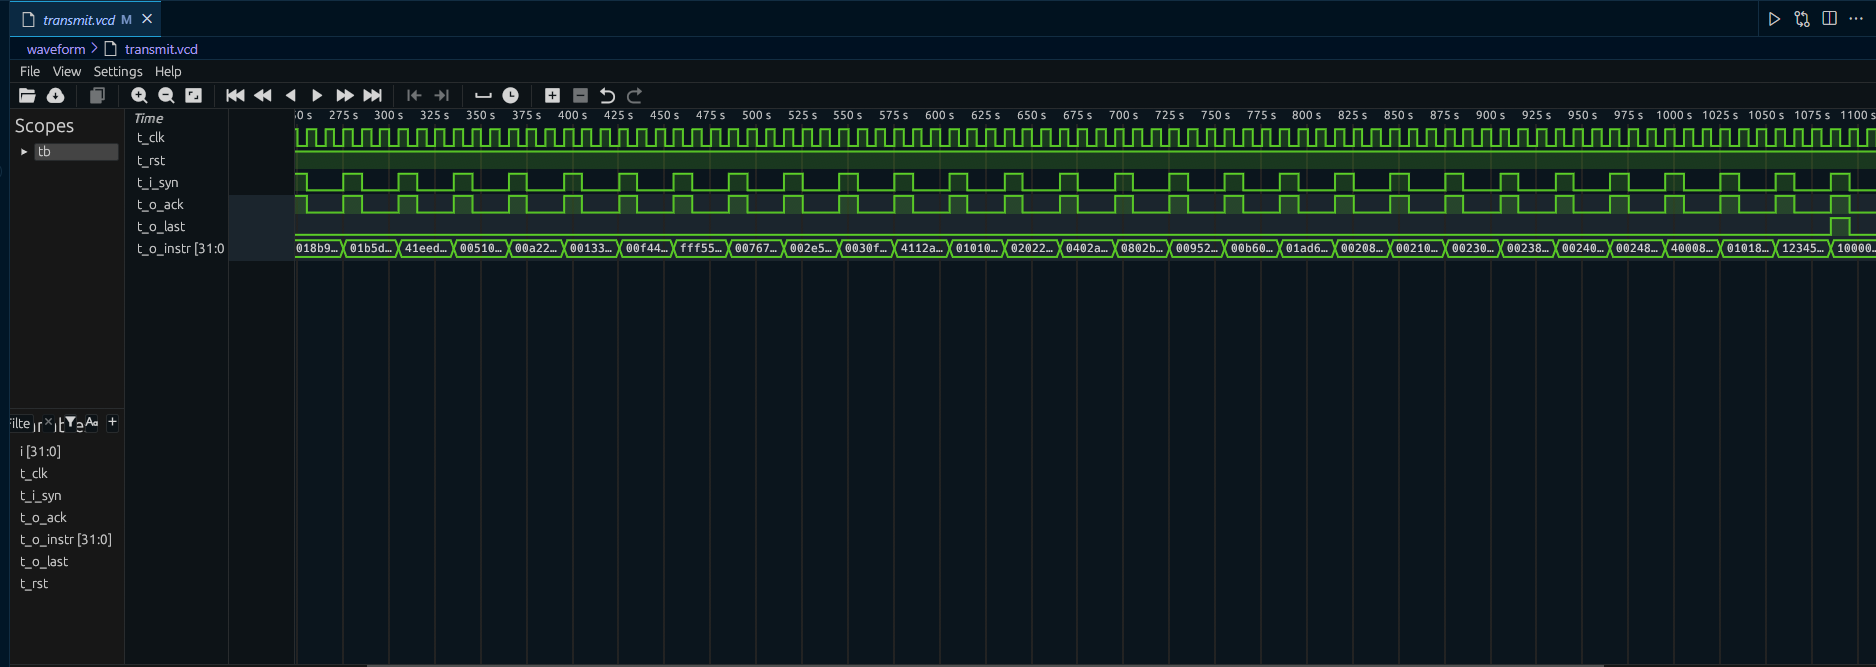 transmit.vcd M
waveform > transmit.vcd
File View Settings Help
Scopes
tb
Time
t_clk
t_rst
t_i_syn
t_o_ack
t_o_last
t_o_instr [31:0
0 s 275 s 300 s 325 s 350 s 375 s 400 s 425 s 450 s 475 s 500 s 525 s 550 s 575 s 600 s 625 s 650 s 675 s 700 s 725 s 750 s 775 s 800 s 825 s 850 s 875 s 900 s 925 s 950 s 975 s 1000 s 1025 s 1050 s 1075 s 1100 s
018b9… 01b5d… 41eed… 00510… 00a22… 00133… 00f44… fff55… 00767… 002e5… 0030f… 4112a… 01010… 02022… 0402a… 0802b… 00952… 00b60… 01ad6… 00208… 00210… 00230… 00238… 00240… 00248… 40008… 01018… 12345… 10000…
Filte
Aa
i [31:0]
t_clk
t_i_syn
t_o_ack
t_o_instr [31:0]
t_o_last
t_rst